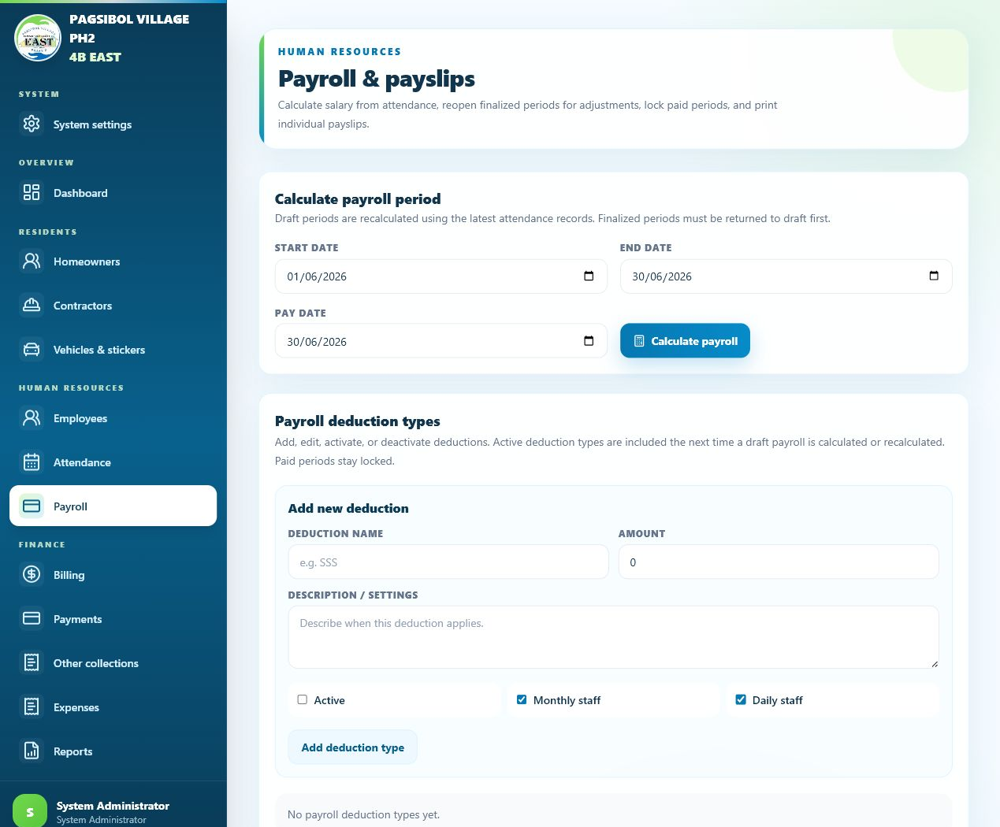 PAGSIBOL VILLAGE
PH2
4B EAST
EAST
SYSTEM
System settings
OVERVIEW
Dashboard
RESIDENTS
Homeowners
Contractors
Vehicles & stickers
HUMAN RESOURCES
Employees
Attendance
Payroll
FINANCE
Billing
Payments
Other collections
Expenses
Reports
S
System Administrator
System Administrator
HUMAN RESOURCES
Payroll & payslips
Calculate salary from attendance, reopen finalized periods for adjustments, lock paid periods, and print
individual payslips.
Calculate payroll period
Draft periods are recalculated using the latest attendance records. Finalized periods must be returned to draft first.
START DATE
END DATE
01/06/2026
30/06/2026
PAY DATE
30/06/2026
Calculate payroll
Payroll deduction types
Add, edit, activate, or deactivate deductions. Active deduction types are included the next time a draft payroll is calculated or recalculated.
Paid periods stay locked.
Add new deduction
DEDUCTION NAME
AMOUNT
e.g. SSS
0
DESCRIPTION / SETTINGS
Describe when this deduction applies.
Active
Monthly staff
Daily staff
Add deduction type
No payroll deduction types yet.